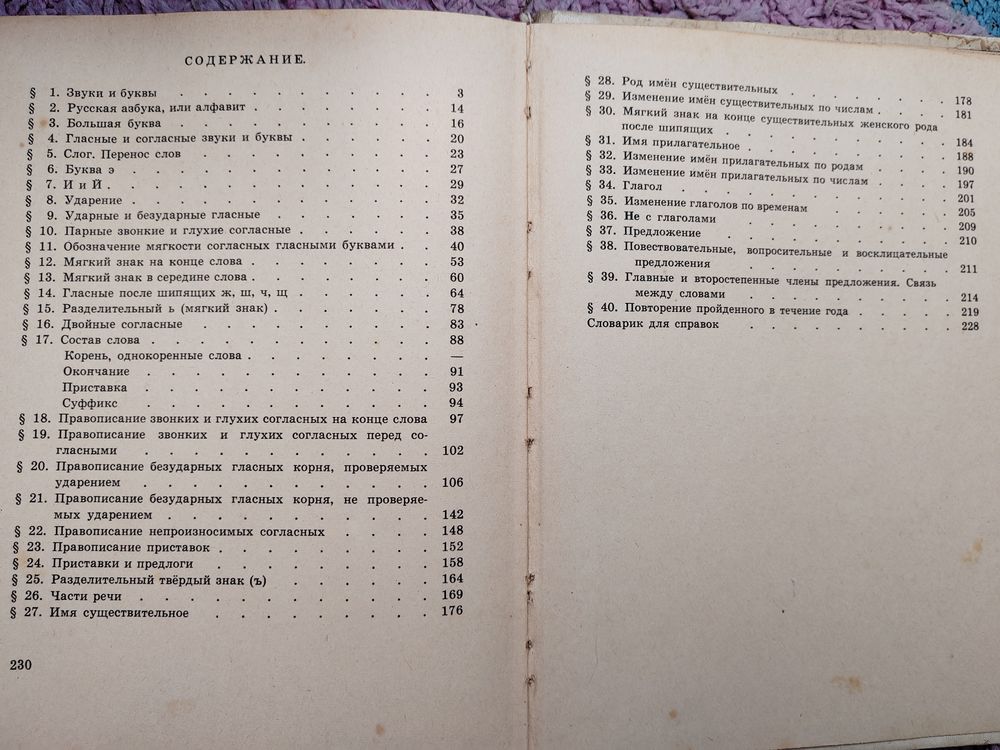 СОДЕРЖАНИЕ.
§ 1. Звуки и буквы . . . . . . . . . . 3
§ 2. Русская азбука, или алфавит . . . . . . . . 14
§ 3. Большая буква . . . . . . . . . . 16
§ 4. Гласные и согласные звуки и буквы . . . . . . 20
§ 5. Слог. Перенос слов . . . . . . . . . 23
§ 6. Буква э . . . . . . . . . . . 27
§ 7. И и Й . . . . . . . . . . . 29
§ 8. Ударение . . . . . . . . . . . 32
§ 9. Ударные и безударные гласные . . . . . . 35
§ 10. Парные звонкие и глухие согласные . . . . . . 38
§ 11. Обозначение мягкости согласных гласными буквами . . 40
§ 12. Мягкий знак на конце слова . . . . . . . . 53
§ 13. Мягкий знак в середине слова . . . . . . . . 60
§ 14. Гласные после шипящих ж, ш, ч, щ . . . . . . 64
§ 15. Разделительный ь (мягкий знак) . . . . . . . 78
§ 16. Двойные согласные . . . . . . . . . 83
§ 17. Состав слова . . . . . . . . . . . 88
Корень, однокоренные слова . . . . . . . . —
Окончание . . . . . . . . . . . 91
Приставка . . . . . . . . . . . 93
Суффикс . . . . . . . . . . . 94
§ 18. Правописание звонких и глухих согласных на конце слова 97
§ 19. Правописание звонких и глухих согласных перед со-
гласными . . . . . . . . . . . 102
§ 20. Правописание безударных гласных корня, проверяемых
ударением . . . . . . . . . . . 106
§ 21. Правописание безударных гласных корня, не проверяе-
мых ударением . . . . . . . . . . 142
§ 22. Правописание непроизносимых согласных . . . . 148
§ 23. Правописание приставок . . . . . . . . . 152
§ 24. Приставки и предлоги . . . . . . . . 158
§ 25. Разделительный твёрдый знак (ъ) . . . . . . 164
§ 26. Части речи . . . . . . . . . . . 169
§ 27. Имя существительное . . . . . . . . 176
230
§ 28. Род имён существительных . . . . . . . 178
§ 29. Изменение имён существительных по числам . . . 181
§ 30. Мягкий знак на конце существительных женского рода
после шипящих . . . . . . . . . 184
§ 31. Имя прилагательное . . . . . . . . 188
§ 32. Изменение имён прилагательных по родам . . . . 190
§ 33. Изменение имён прилагательных по числам . . . 197
§ 34. Глагол . . . . . . . . . . . 201
§ 35. Изменение глаголов по временам . . . . . 205
§ 36. Не с глаголами . . . . . . . . . 209
§ 37. Предложение . . . . . . . . . 210
§ 38. Повествовательные, вопросительные и восклицательные
предложения . . . . . . . . . . 211
§ 39. Главные и второстепенные члены предложения. Связь
между словами . . . . . . . . . 214
§ 40. Повторение пройденного в течение года . . . . . 219
Словарик для справок . . . . . . . . . 228